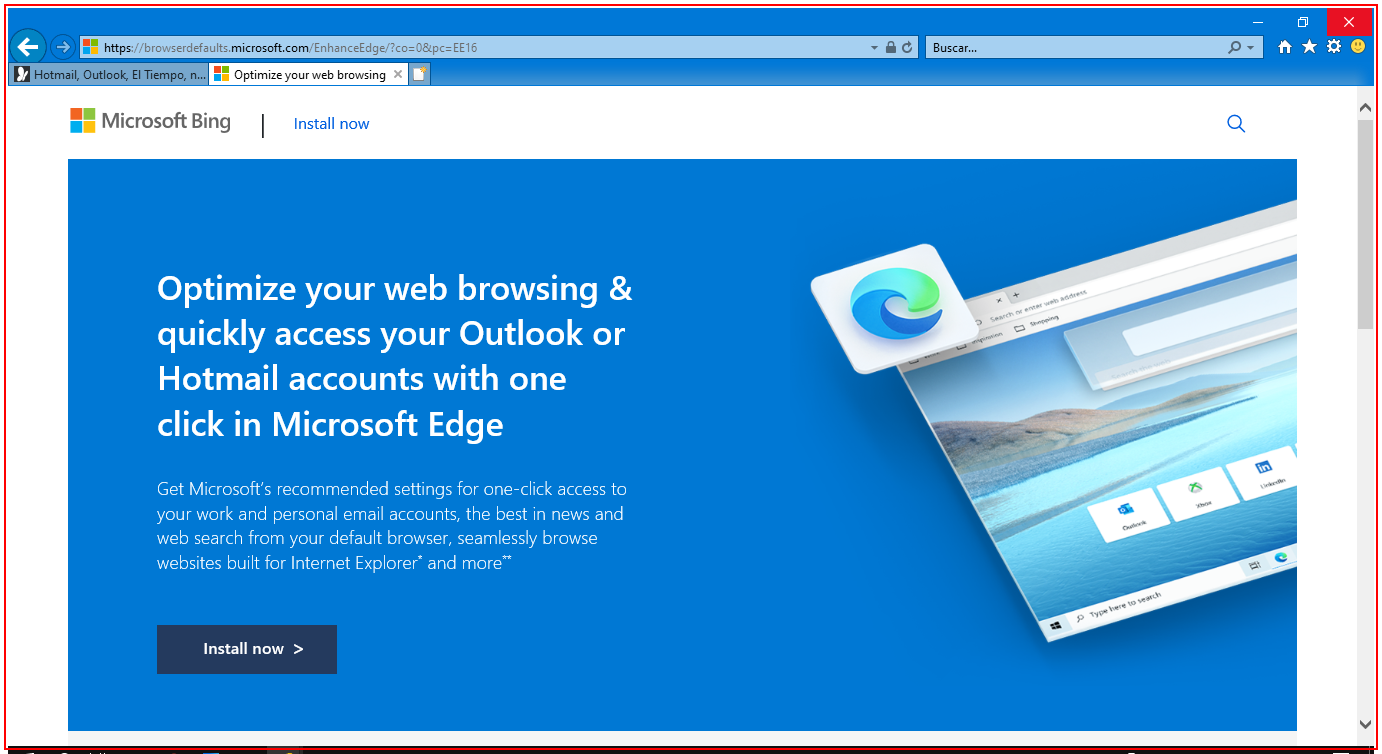 https://browserdefaults.microsoft.com/EnhanceEdge/?co=0&pc=EE16
Buscar...
Hotmail, Outlook, El Tiempo, n...
Optimize your web browsing
Microsoft Bing
Install now
Optimize your web browsing &
quickly access your Outlook or
Hotmail accounts with one
click in Microsoft Edge
Get Microsoft's recommended settings for one-click access to
your work and personal email accounts, the best in news and
web search from your default browser, seamlessly browse
websites built for Internet Explorer* and more**
Install now >
Search or enter web address
Shopping
Search the web
Outlook
Xbox
LinkedIn
Type here to search